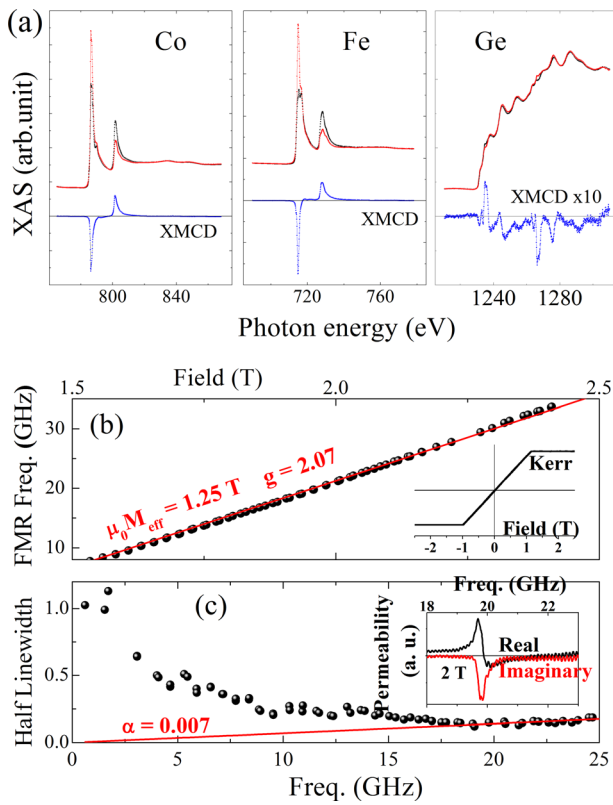 (a)
Co
Fe
Ge
XAS (arb.unit)
XMCD
XMCD
XMCD x10
800 840
720 760
1240 1280
Photon energy (eV)
1.5 2.0 2.5
Field (T)
(b)
FMR Freq. (GHz)
30
20
10
μ₀M_eff = 1.25 T g = 2.07
Kerr
Field (T)
-2 -1 0 1 2
(c)
Half Linewidth
1.0
0.5
0.0
α = 0.007
Freq. (GHz)
18 20 22
Permeability
(a. u.)
Real
Imaginary
2 T
0 5 10 15 20 25
Freq. (GHz)